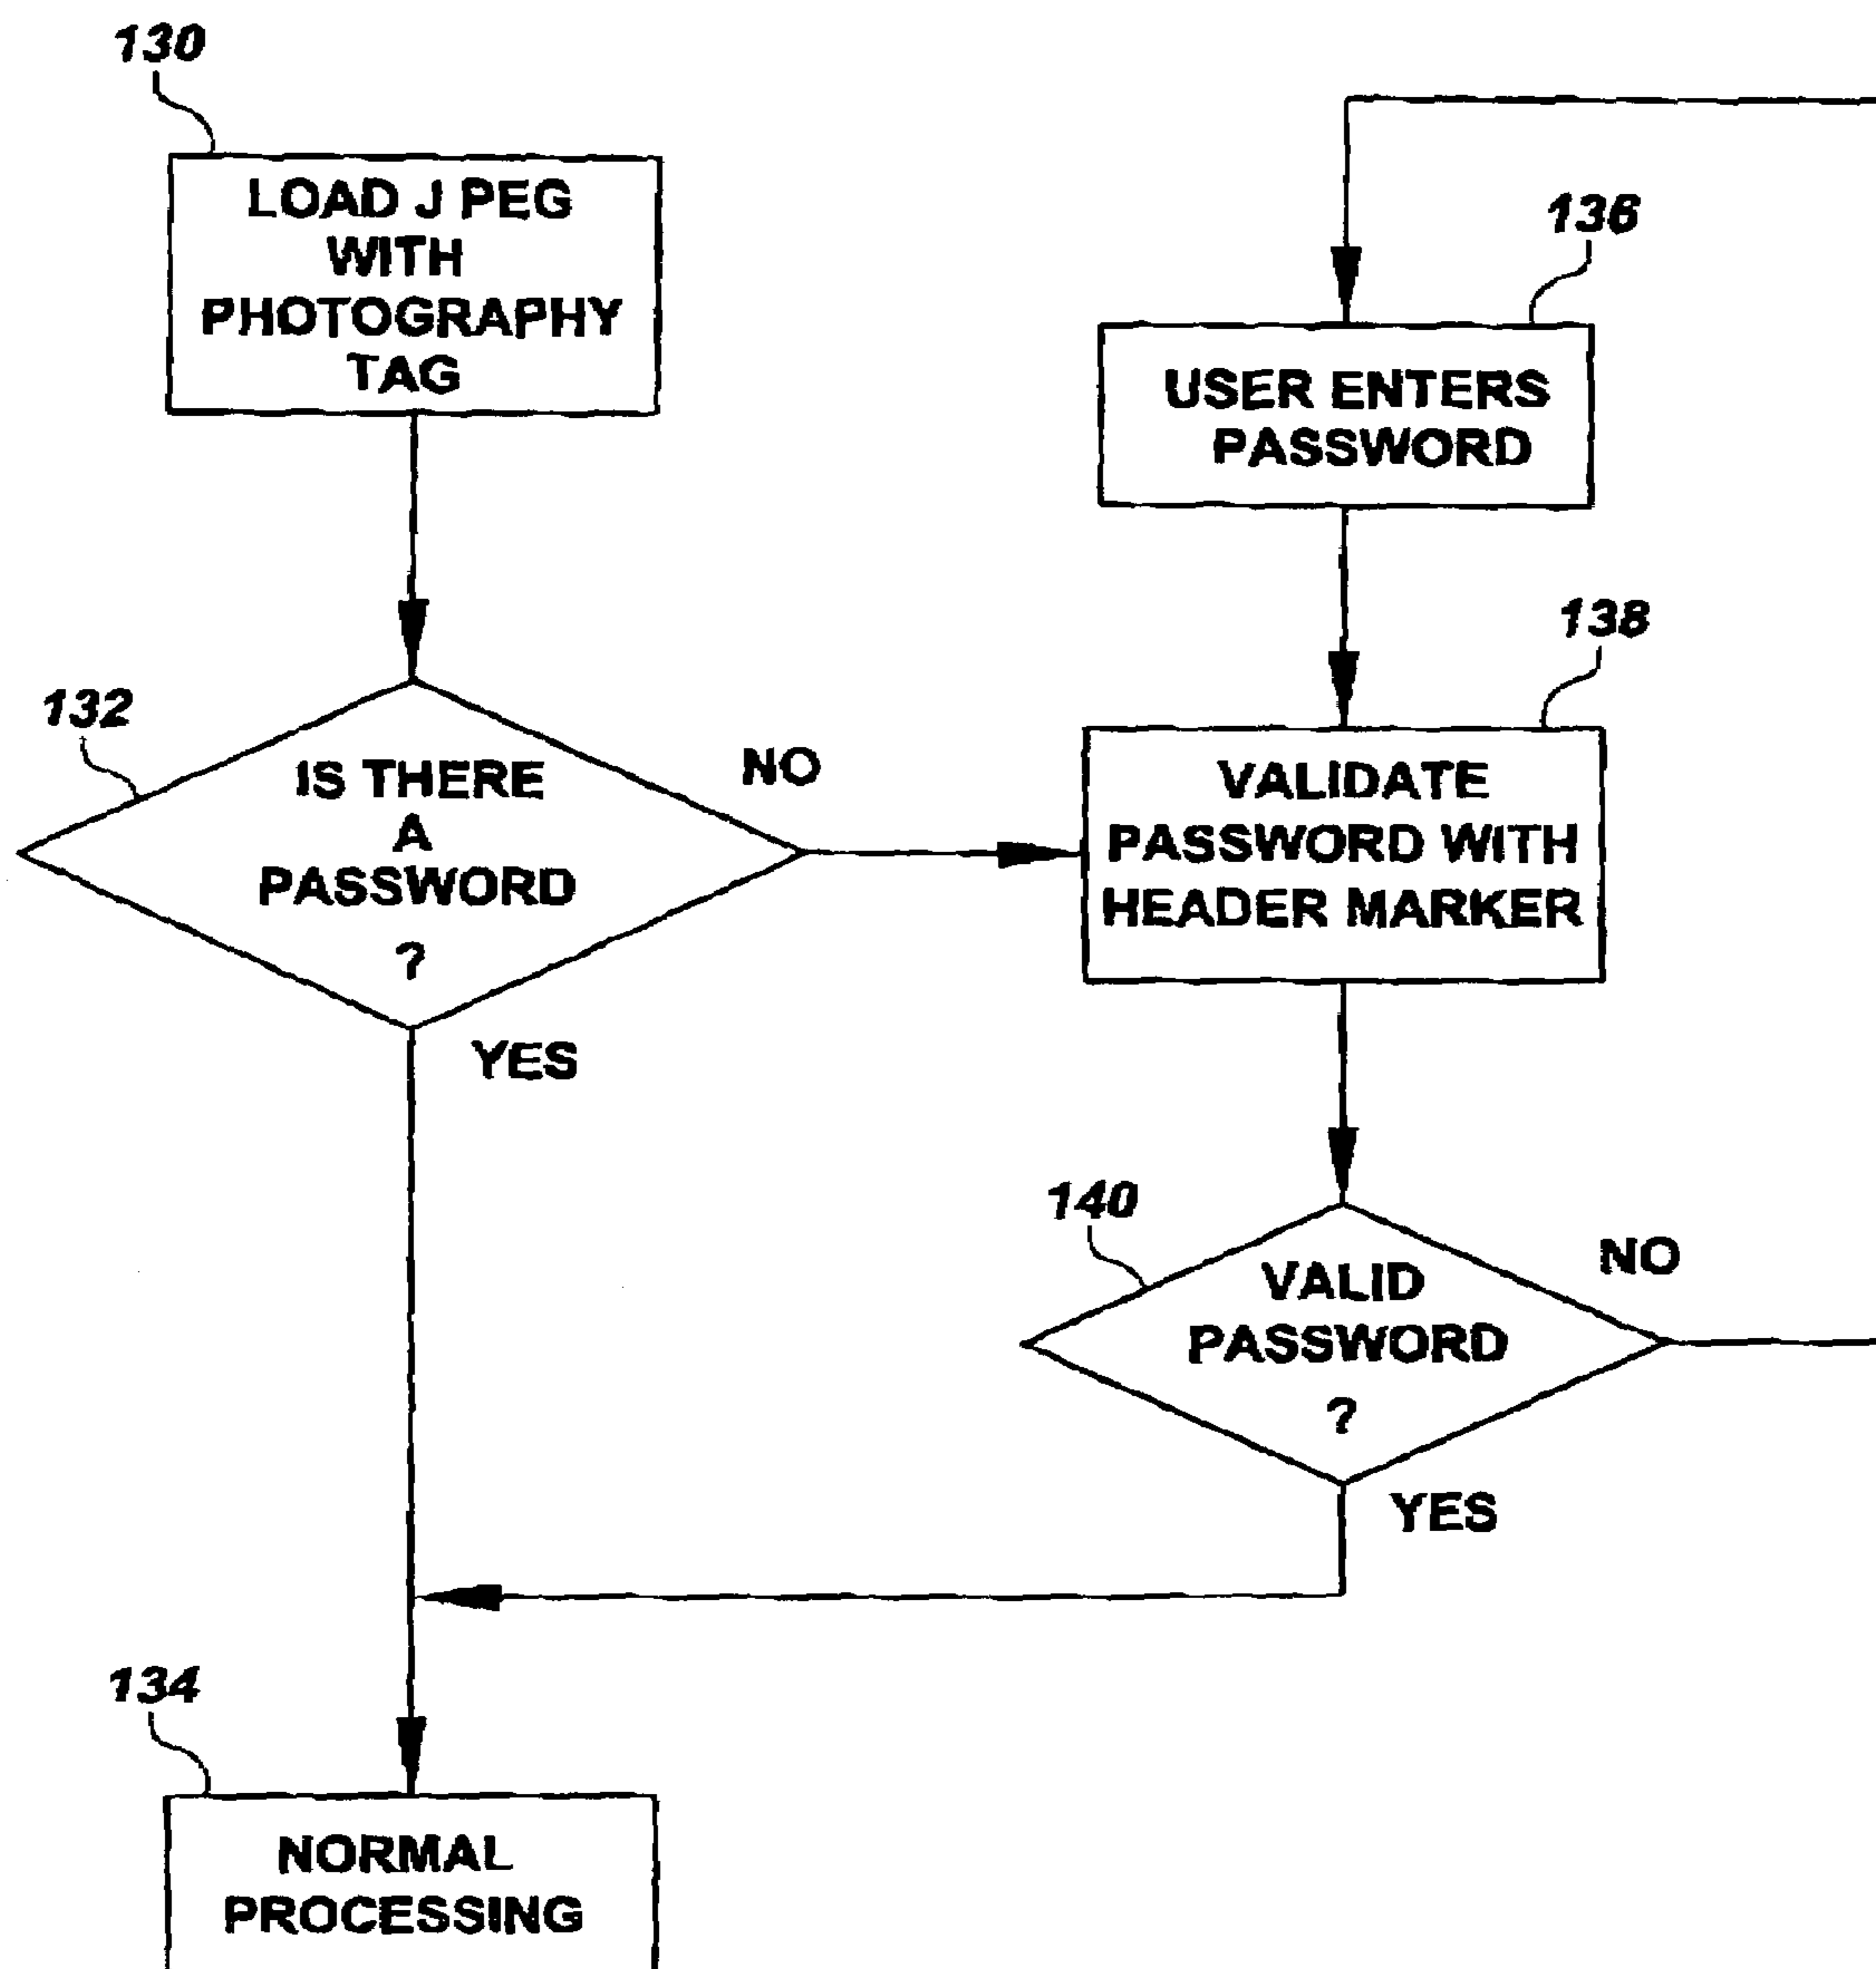 130
LOAD J PEG
WITH
PHOTOGRAPHY
TAG
132
IS THERE
A
PASSWORD
?
NO
YES
136
USER ENTERS
PASSWORD
138
VALIDATE
PASSWORD WITH
HEADER MARKER
140
VALID
PASSWORD
?
NO
YES
134
NORMAL
PROCESSING